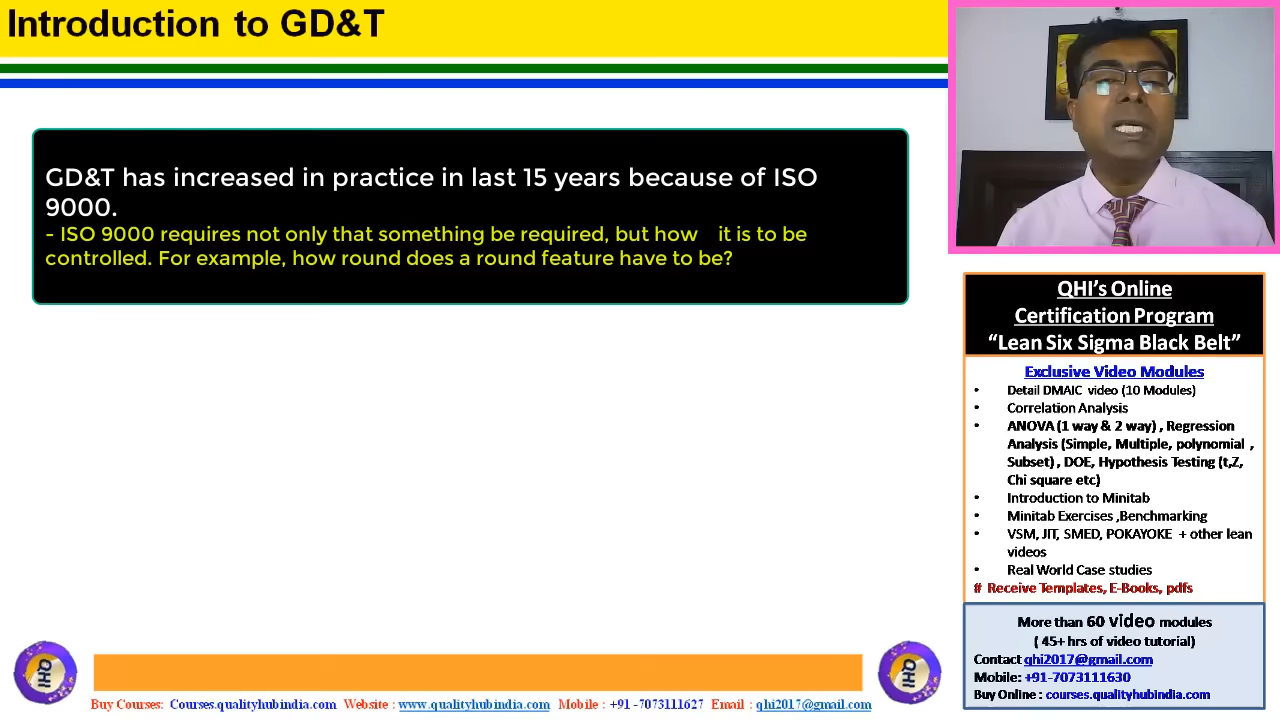 Introduction to GD&T
GD&T has increased in practice in last 15 years because of ISO
9000.
- ISO 9000 requires not only that something be required, but how it is to be
controlled. For example, how round does a round feature have to be?
QHI's Online
Certification Program
“Lean Six Sigma Black Belt”
Exclusive Video Modules
• Detail DMAIC video (10 Modules)
• Correlation Analysis
• ANOVA (1 way & 2 way) , Regression
Analysis (Simple, Multiple, polynomial ,
Subset) , DOE, Hypothesis Testing (t,Z,
Chi square etc)
• Introduction to Minitab
• Minitab Exercises ,Benchmarking
• VSM, JIT, SMED, POKAYOKE + other lean
videos
• Real World Case studies
# Receive Templates, E-Books, pdfs
More than 60 video modules
( 45+ hrs of video tutorial)
Contact qhi2017@gmail.com
Mobile: +91-7073111630
Buy Online : courses.qualityhubindia.com
QHI
QHI
Buy Courses: Courses.qualityhubindia.com Website : www.qualityhubindia.com Mobile : +91 -7073111627 Email : qhi2017@gmail.com